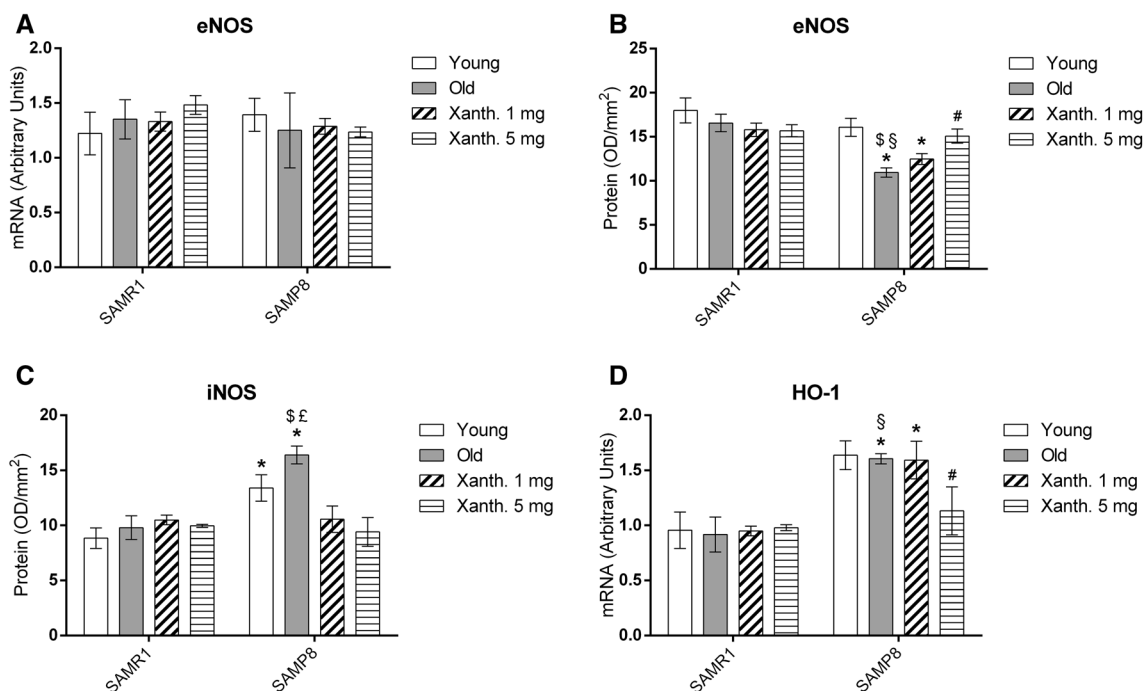 A
eNOS
mRNA (Arbitrary Units)
2.0
1.5
1.0
0.5
0.0
SAMR1
SAMP8
Young
Old
Xanth. 1 mg
Xanth. 5 mg
B
eNOS
Protein (OD/mm²)
25
20
15
10
5
0
$ §
*
*
#
SAMR1
SAMP8
Young
Old
Xanth. 1 mg
Xanth. 5 mg
C
iNOS
Protein (OD/mm²)
20
15
10
5
0
$ £
*
*
SAMR1
SAMP8
Young
Old
Xanth. 1 mg
Xanth. 5 mg
D
HO-1
mRNA (Arbitrary Units)
2.0
1.5
1.0
0.5
0.0
§
*
*
#
SAMR1
SAMP8
Young
Old
Xanth. 1 mg
Xanth. 5 mg